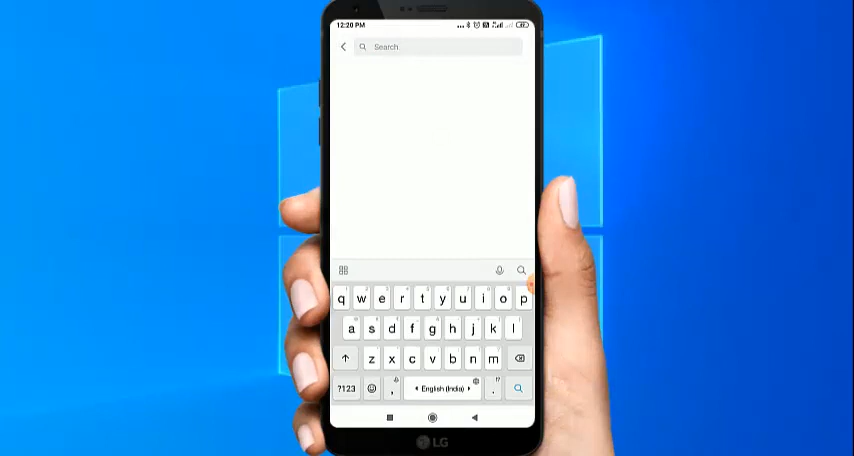 12:20 PM
Search
q w e r t y u i o p
a s d f g h j k l
z x c v b n m
?123 , English (India) .
LG